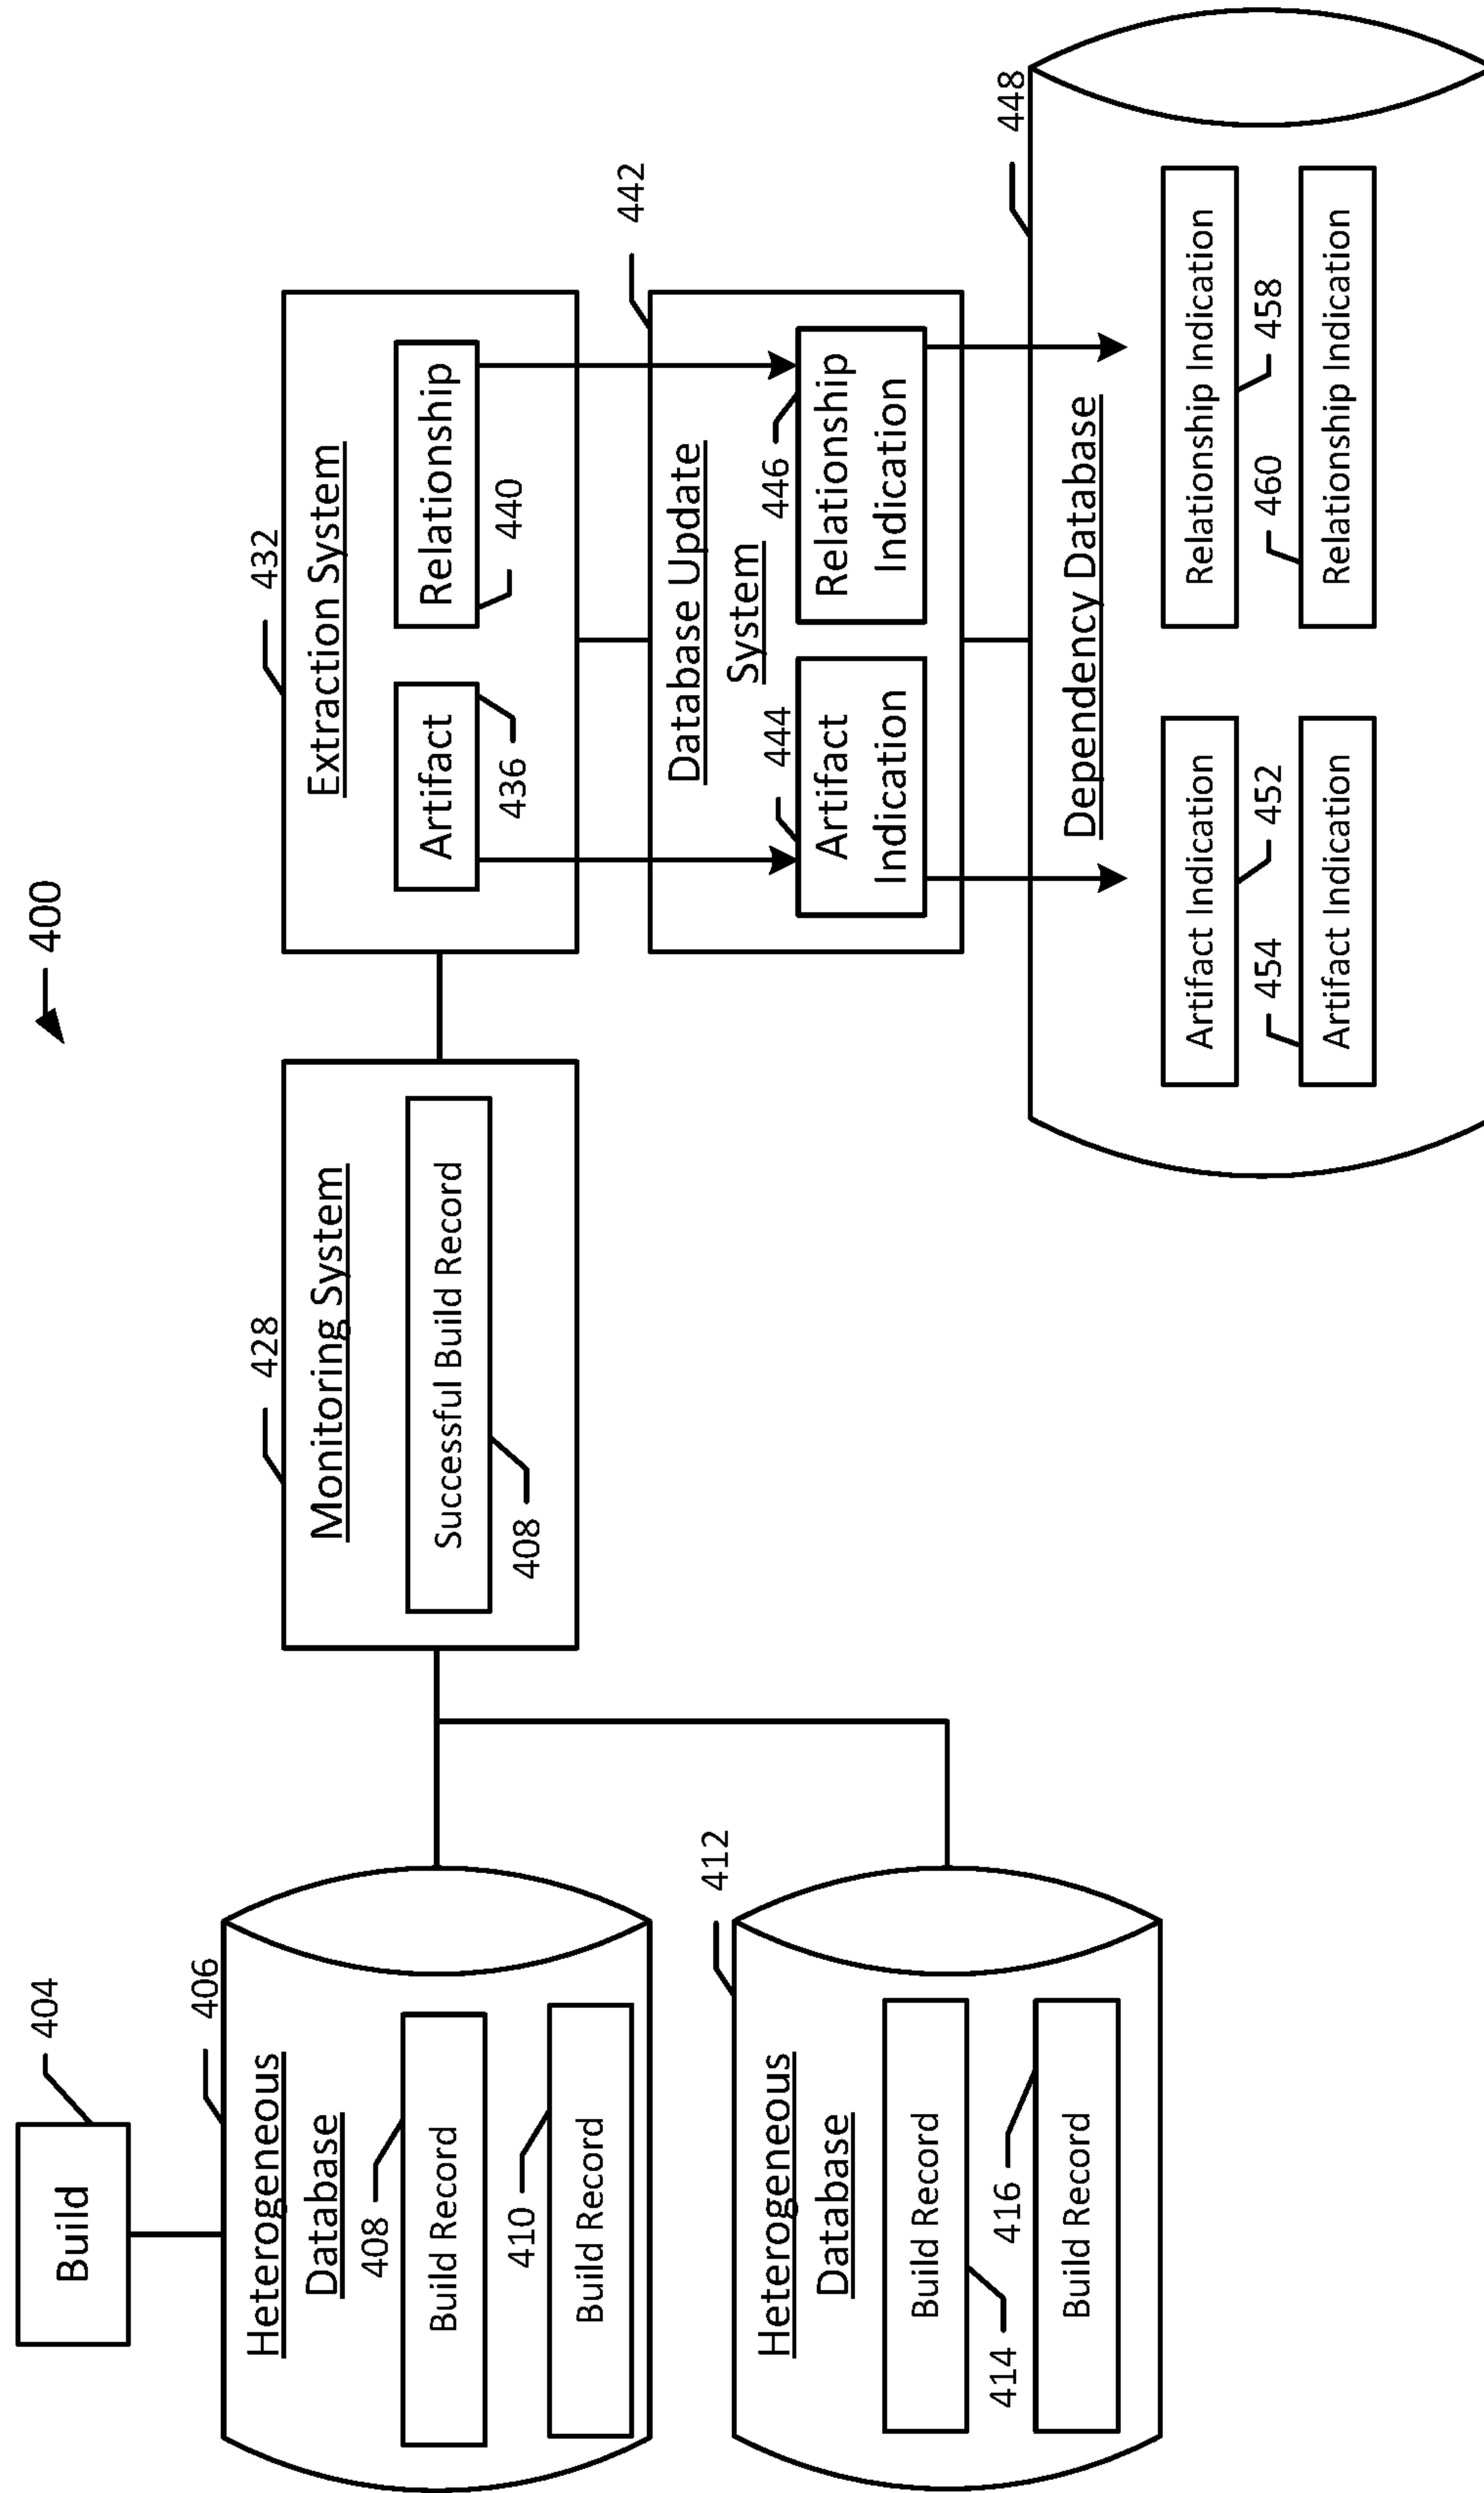 400
Build
404
406
Heterogeneous
Database
408
Build Record
410
Build Record
412
Heterogeneous
Database
Build Record
414
416
Build Record
428
Monitoring System
Successful Build Record
408
432
Extraction System
Artifact
436
Relationship
440
442
Database Update
System
444
Artifact
Indication
446
Relationship
Indication
448
Dependency Database
Artifact Indication
452
454
Artifact Indication
Relationship Indication
458
460
Relationship Indication